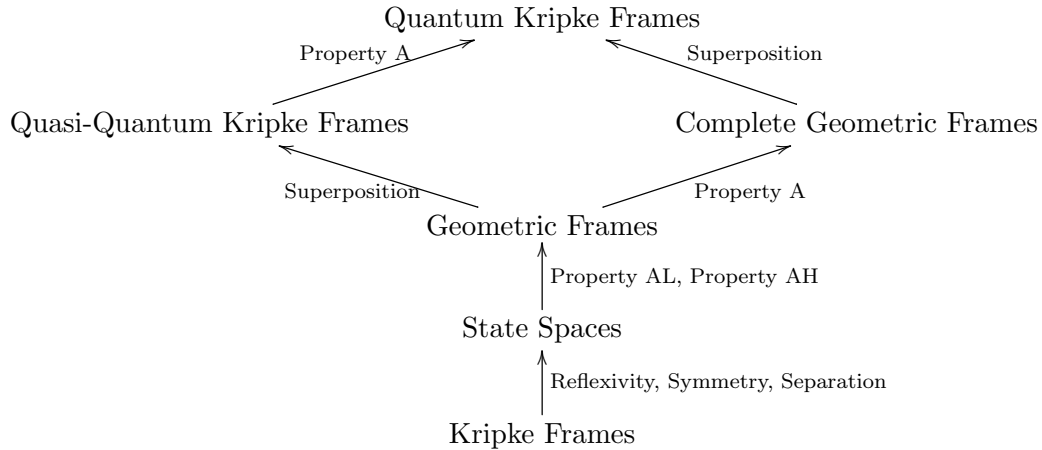 Quantum Kripke Frames
Property A
Superposition
Quasi-Quantum Kripke Frames
Complete Geometric Frames
Superposition
Property A
Geometric Frames
Property AL, Property AH
State Spaces
Reflexivity, Symmetry, Separation
Kripke Frames